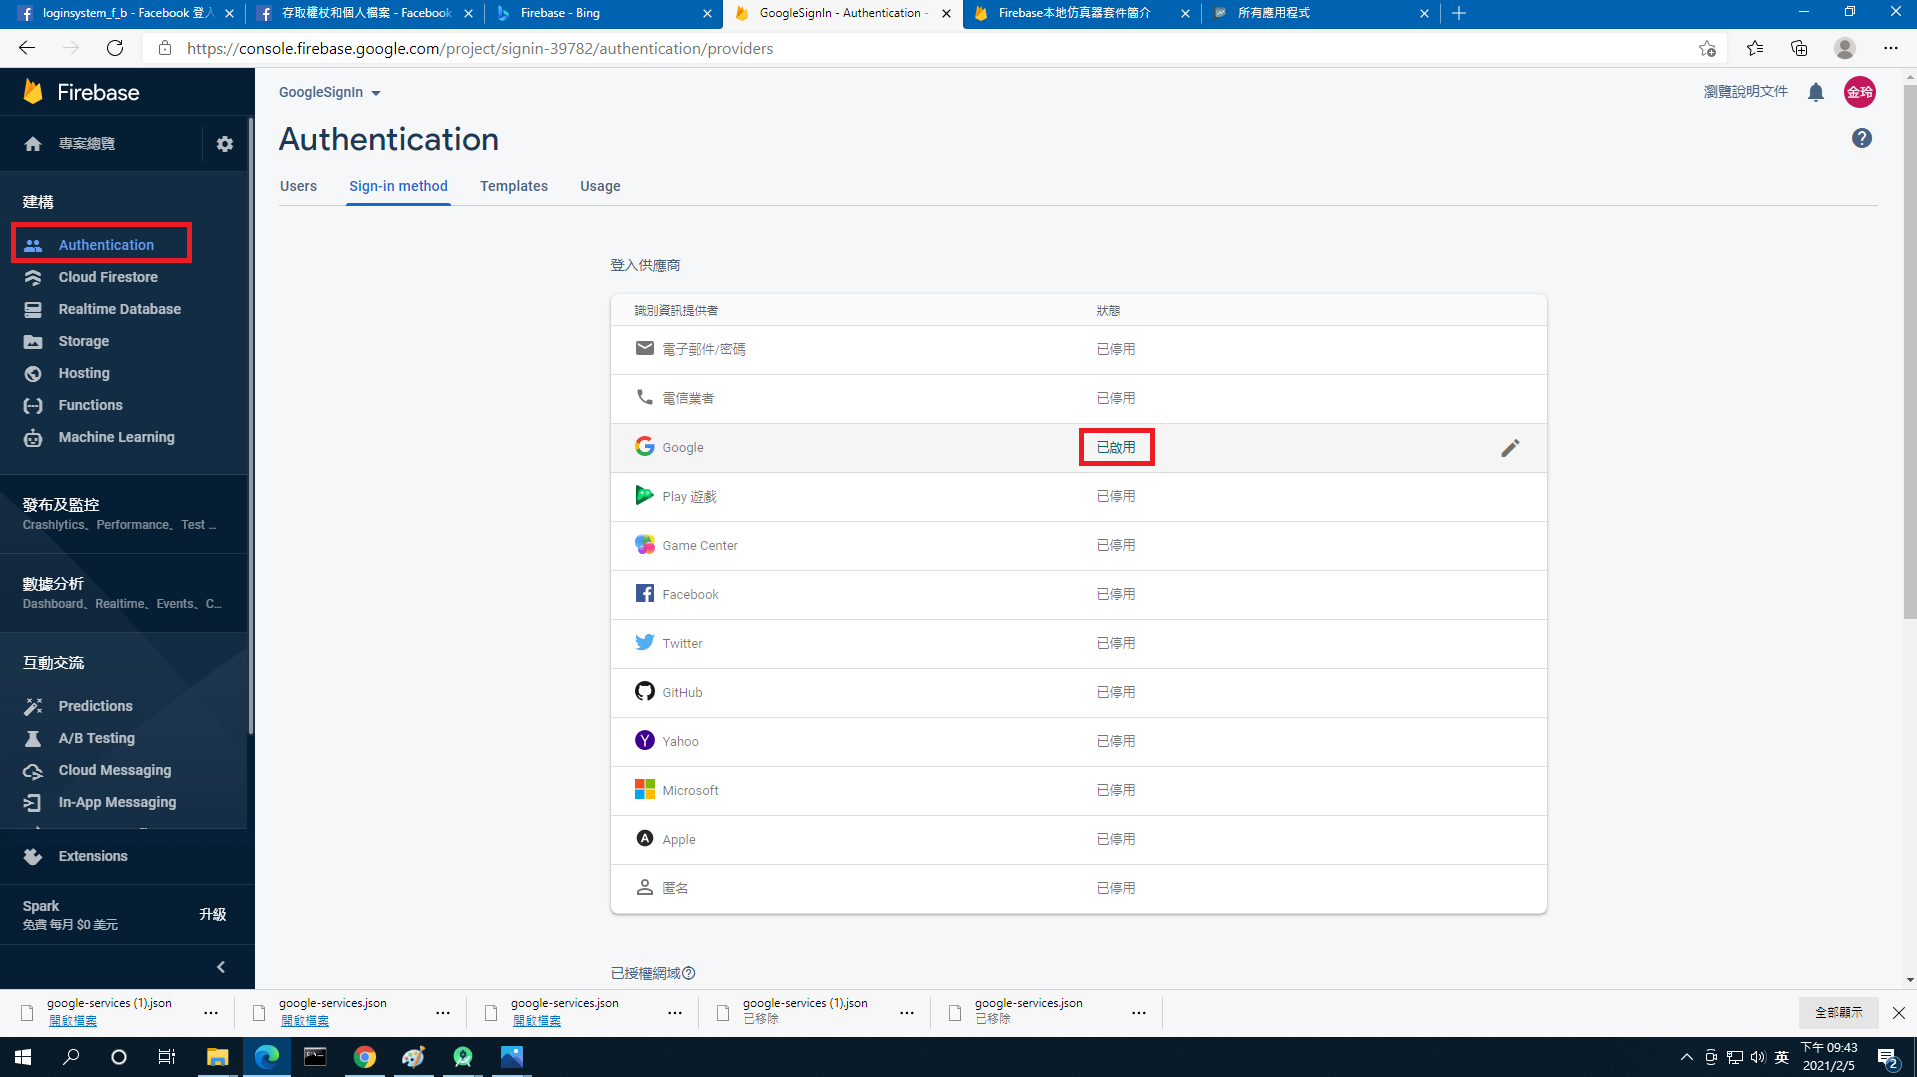 loginsystem_f_b - Facebook 登入
存取權杖和個人檔案 - Facebook
Firebase - Bing
GoogleSignIn - Authentication -
Firebase本地仿真器套件簡介
所有應用程式
https://console.firebase.google.com/project/signin-39782/authentication/providers
Firebase
GoogleSignIn
瀏覽說明文件
金玲
專案總覽
Authentication
Users
Sign-in method
Templates
Usage
建構
Authentication
Cloud Firestore
Realtime Database
Storage
Hosting
Functions
Machine Learning
發布及監控
Crashlytics、Performance、Test ...
數據分析
Dashboard、Realtime、Events、C...
互動交流
Predictions
A/B Testing
Cloud Messaging
In-App Messaging
Extensions
Spark
免費 每月 $0 美元
升級
登入供應商
識別資訊提供者 狀態
電子郵件/密碼 已停用
電信業者 已停用
Google 已啟用
Play 遊戲 已停用
Game Center 已停用
Facebook 已停用
Twitter 已停用
GitHub 已停用
Yahoo 已停用
Microsoft 已停用
Apple 已停用
匿名 已停用
已授權網域
google-services (1).json
開啟檔案
google-services.json
開啟檔案
google-services.json
開啟檔案
google-services (1).json
已移除
google-services.json
已移除
全部顯示
英
下午 09:43
2021/2/5
2